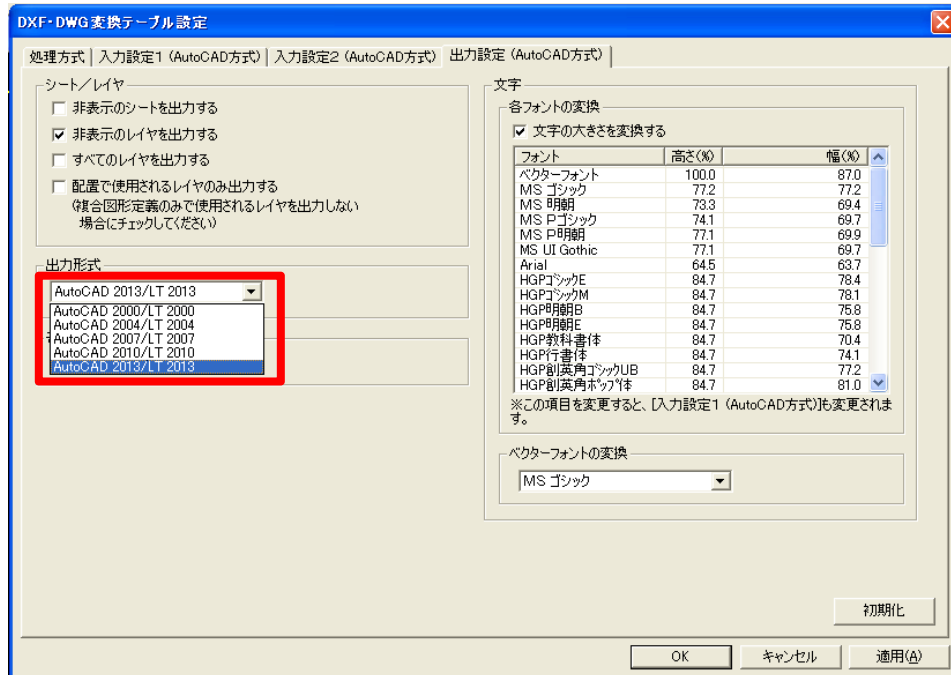 DXF・DWG変換テーブル設定
処理方式
入力設定1 (AutoCAD方式)
入力設定2 (AutoCAD方式)
出力設定 (AutoCAD方式)
シート／レイヤ
非表示のシートを出力する
非表示のレイヤを出力する
すべてのレイヤを出力する
配置で使用されるレイヤのみ出力する
(複合図形定義のみで使用されるレイヤを出力しない
場合にチェックしてください)
出力形式
AutoCAD 2013/LT 2013
AutoCAD 2000/LT 2000
AutoCAD 2004/LT 2004
AutoCAD 2007/LT 2007
AutoCAD 2010/LT 2010
AutoCAD 2013/LT 2013
文字
各フォントの変換
文字の大きさを変換する
フォント 高さ(%) 幅(%)
ベクターフォント 100.0 87.0
MS ゴシック 77.2 77.2
MS 明朝 73.3 69.4
MS Pゴシック 74.1 69.7
MS P明朝 77.1 69.9
MS UI Gothic 77.1 69.7
Arial 64.5 63.7
HGPゴシックE 84.7 78.4
HGPゴシックM 84.7 78.1
HGP明朝B 84.7 75.8
HGP明朝E 84.7 75.8
HGP教科書体 84.7 70.4
HGP行書体 84.7 74.1
HGP創英角ゴシックUB 84.7 77.2
HGP創英角ポップ体 84.7 81.0
※この項目を変更すると、[入力設定1 (AutoCAD方式)]も変更されま
す。
ベクターフォントの変換
MS ゴシック
初期化
OK
キャンセル
適用(A)